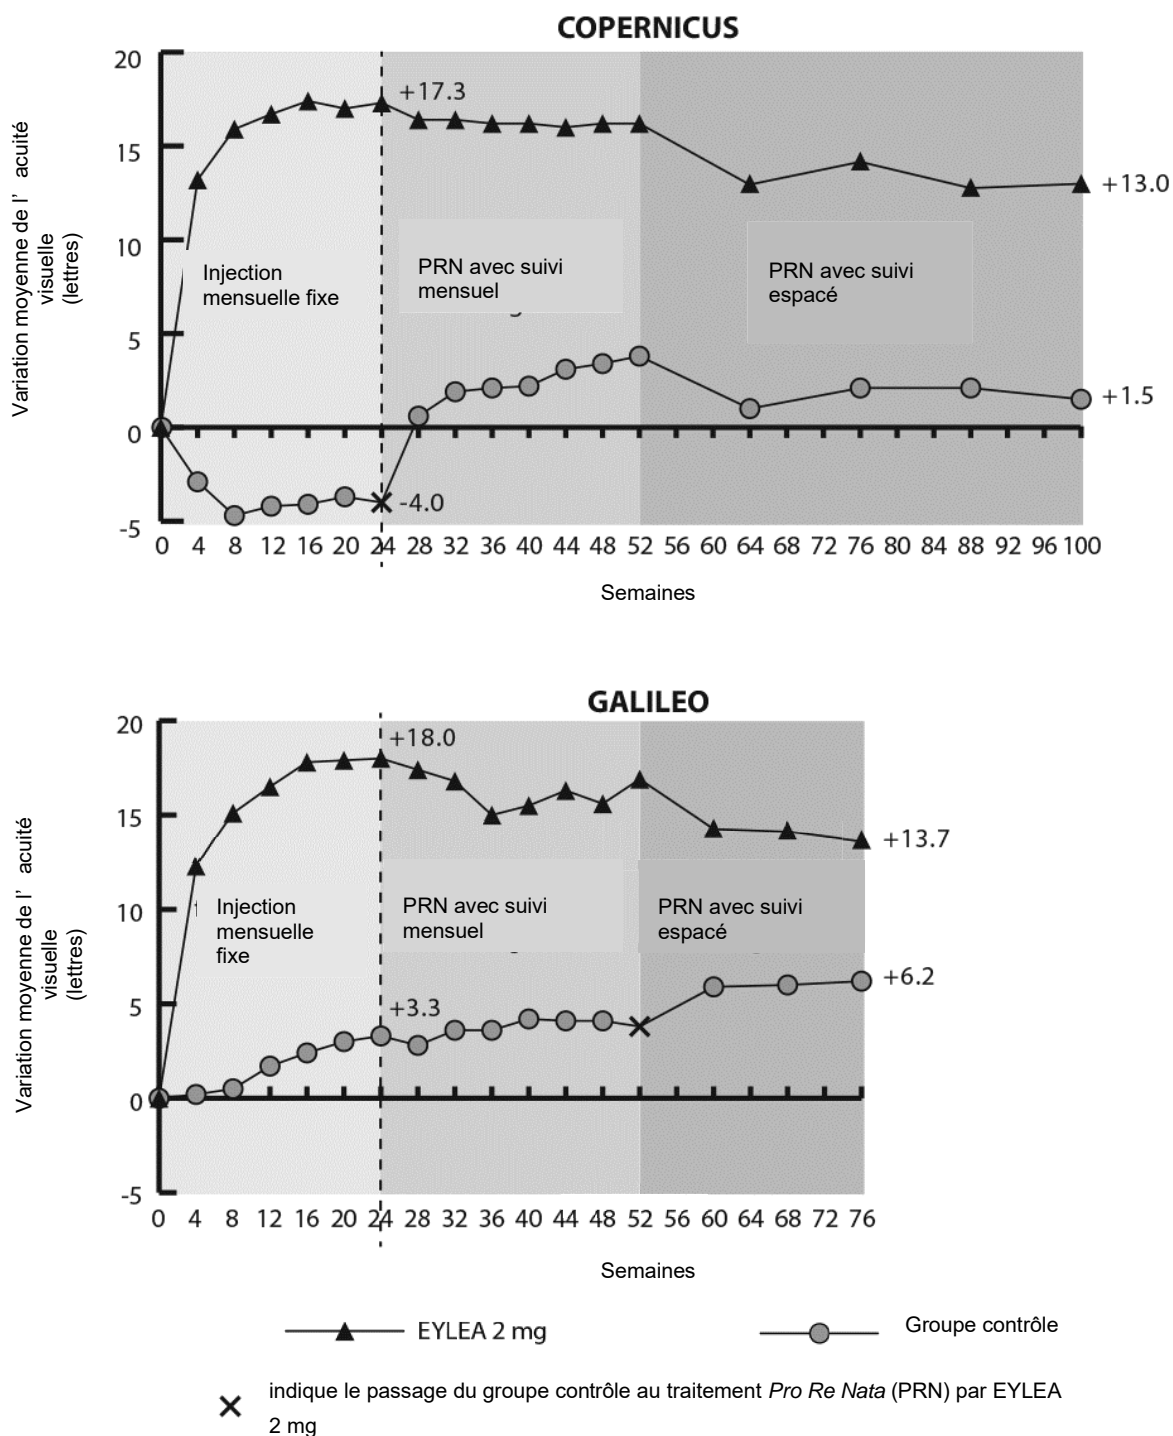 COPERNICUS
Variation moyenne de l’ acuité
visuelle
(lettres)
20
15
10
5
0
-5
+17.3
+13.0
Injection
mensuelle fixe
PRN avec suivi
mensuel
PRN avec suivi
espacé
+1.5
-4.0
0 4 8 12 16 20 24 28 32 36 40 44 48 52 56 60 64 68 72 76 80 84 88 92 96 100
Semaines
GALILEO
Variation moyenne de l’ acuité
visuelle
(lettres)
20
15
10
5
0
-5
+18.0
+13.7
Injection
mensuelle
fixe
PRN avec suivi
mensuel
PRN avec suivi
espacé
+6.2
+3.3
0 4 8 12 16 20 24 28 32 36 40 44 48 52 56 60 64 68 72 76
Semaines
EYLEA 2 mg
Groupe contrôle
indique le passage du groupe contrôle au traitement Pro Re Nata (PRN) par EYLEA
2 mg